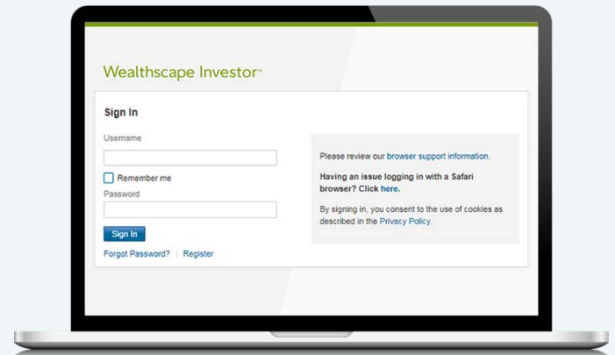 Wealthscape Investor℠
Sign In
Username
Remember me
Password
Sign In
Forgot Password? | Register
Please review our browser support information.
Having an issue logging in with a Safari
browser? Click here.
By signing in, you consent to the use of cookies as
described in the Privacy Policy.